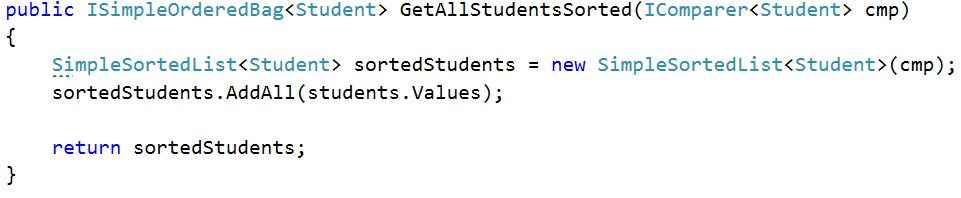 public ISimpleOrderedBag<Student> GetAllStudentsSorted(IComparer<Student> cmp)
{
    SimpleSortedList<Student> sortedStudents = new SimpleSortedList<Student>(cmp);
    sortedStudents.AddAll(students.Values);

    return sortedStudents;
}